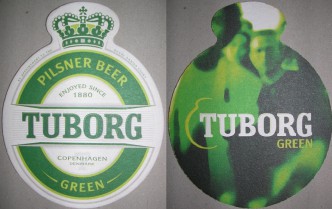 PILSNER BEER
ENJOYED SINCE
1880
TUBORG
COPENHAGEN
GREEN
TUBORG
GREEN